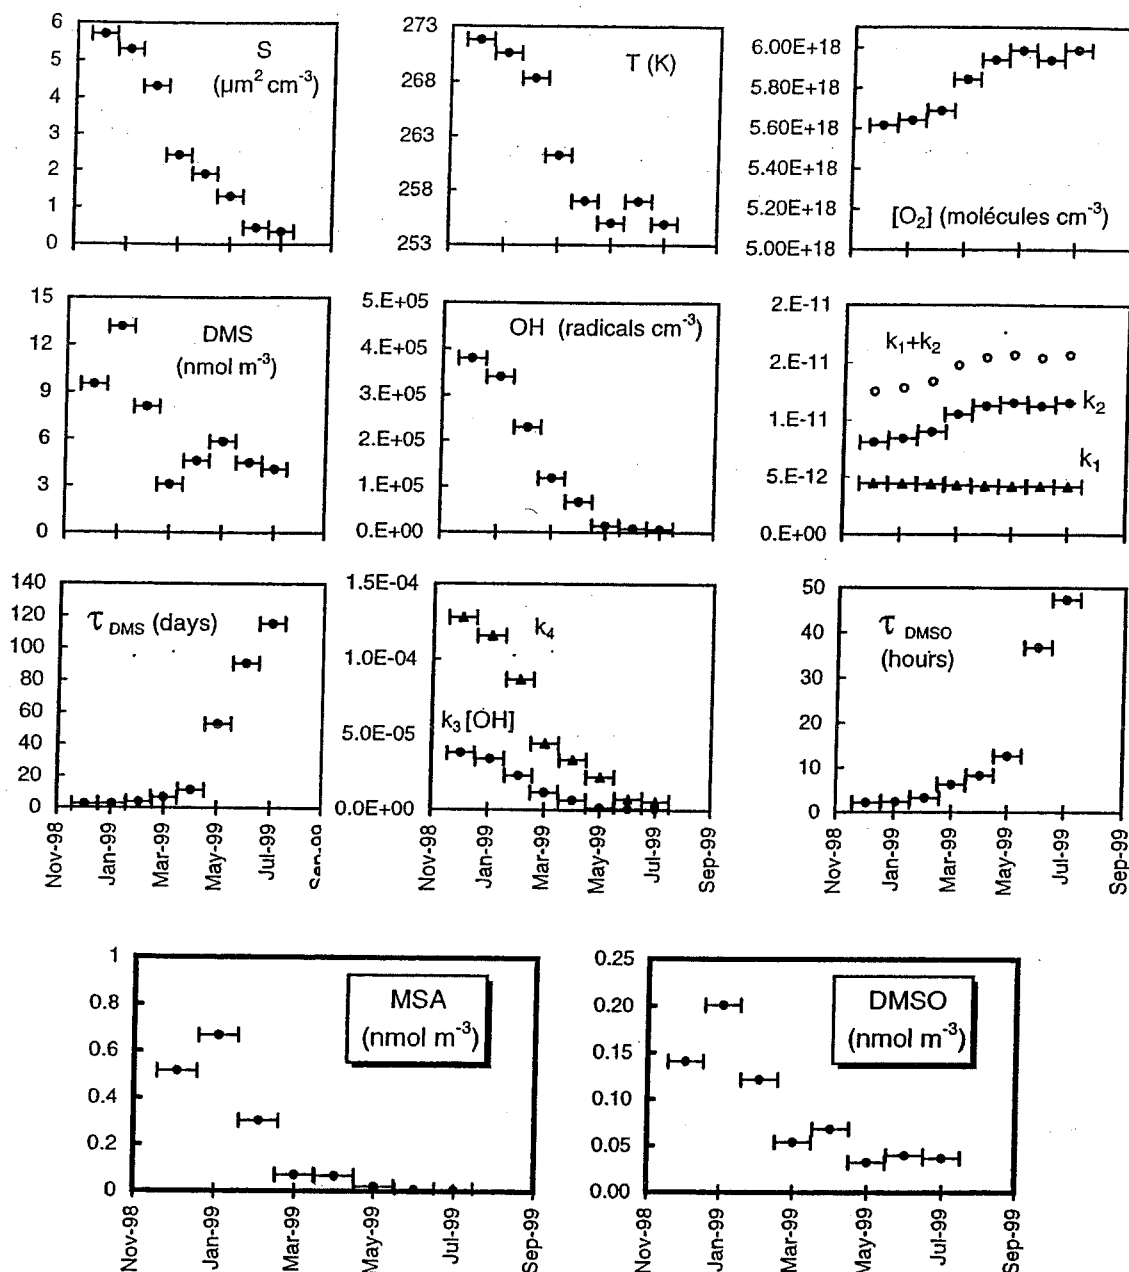 6
5
4
3
2
1
0
S
(µm² cm⁻³)
273
268
263
258
253
T (K)
6.00E+18
5.80E+18
5.60E+18
5.40E+18
5.20E+18
5.00E+18
[O₂] (molécules cm⁻³)
15
12
9
6
3
0
DMS
(nmol m⁻³)
5.E+05
4.E+05
3.E+05
2.E+05
1.E+05
0.E+00
OH (radicals cm⁻³)
2.E-11
2.E-11
1.E-11
5.E-12
0.E+00
k₁+k₂
k₂
k₁
140
120
100
80
60
40
20
0
τ DMS (days)
Nov-98
Jan-99
Mar-99
May-99
Jul-99
Sep-99
1.5E-04
1.0E-04
5.0E-05
0.0E+00
k₄
k₃[OH]
Nov-98
Jan-99
Mar-99
May-99
Jul-99
Sep-99
50
40
30
20
10
0
τ DMSO
(hours)
Nov-98
Jan-99
Mar-99
May-99
Jul-99
Sep-99
1
0.8
0.6
0.4
0.2
0
MSA
(nmol m⁻³)
Nov-98
Jan-99
Mar-99
May-99
Jul-99
Sep-99
0.25
0.20
0.15
0.10
0.05
0.00
DMSO
(nmol m⁻³)
Nov-98
Jan-99
Mar-99
May-99
Jul-99
Sep-99